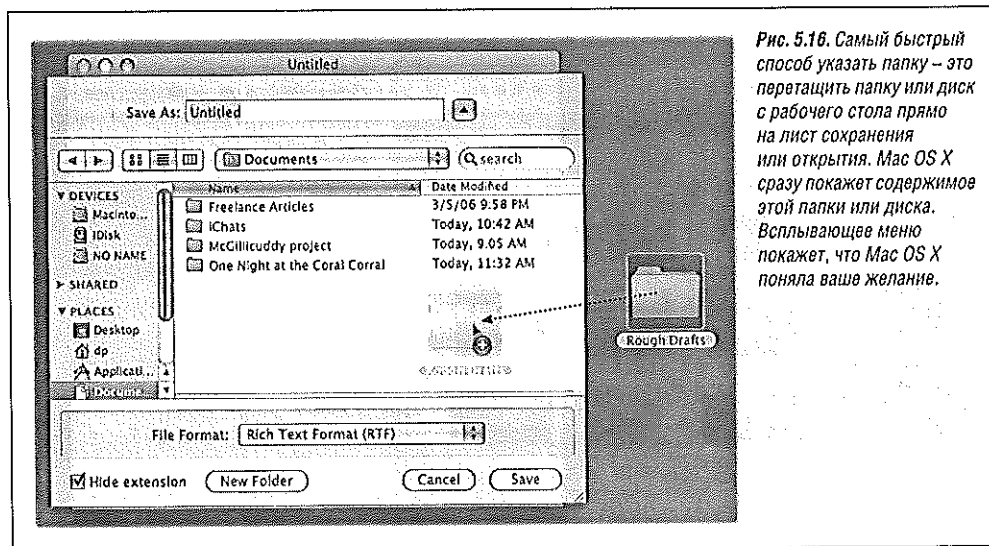 Untitled
Save As: Untitled
Documents
search
DEVICES
Macinto...
iDisk
NO NAME
SHARED
PLACES
Desktop
dp
Applicati...
Docume...
Name
Date Modified
Freelance Articles
3/5/06 9:58 PM
iChats
Today, 10:42 AM
McGillicuddy project
Today, 9:05 AM
One Night at the Coral Corral
Today, 11:32 AM
Rough Drafts
File Format: Rich Text Format (RTF)
Hide extension
New Folder
Cancel
Save
Рис. 5.16. Самый быстрый
способ указать папку – это
перетащить папку или диск
с рабочего стола прямо
на лист сохранения
или открытия. Mac OS X
сразу покажет содержимое
этой папки или диска.
Всплывающее меню
покажет, что Mac OS X
поняла ваше желание.